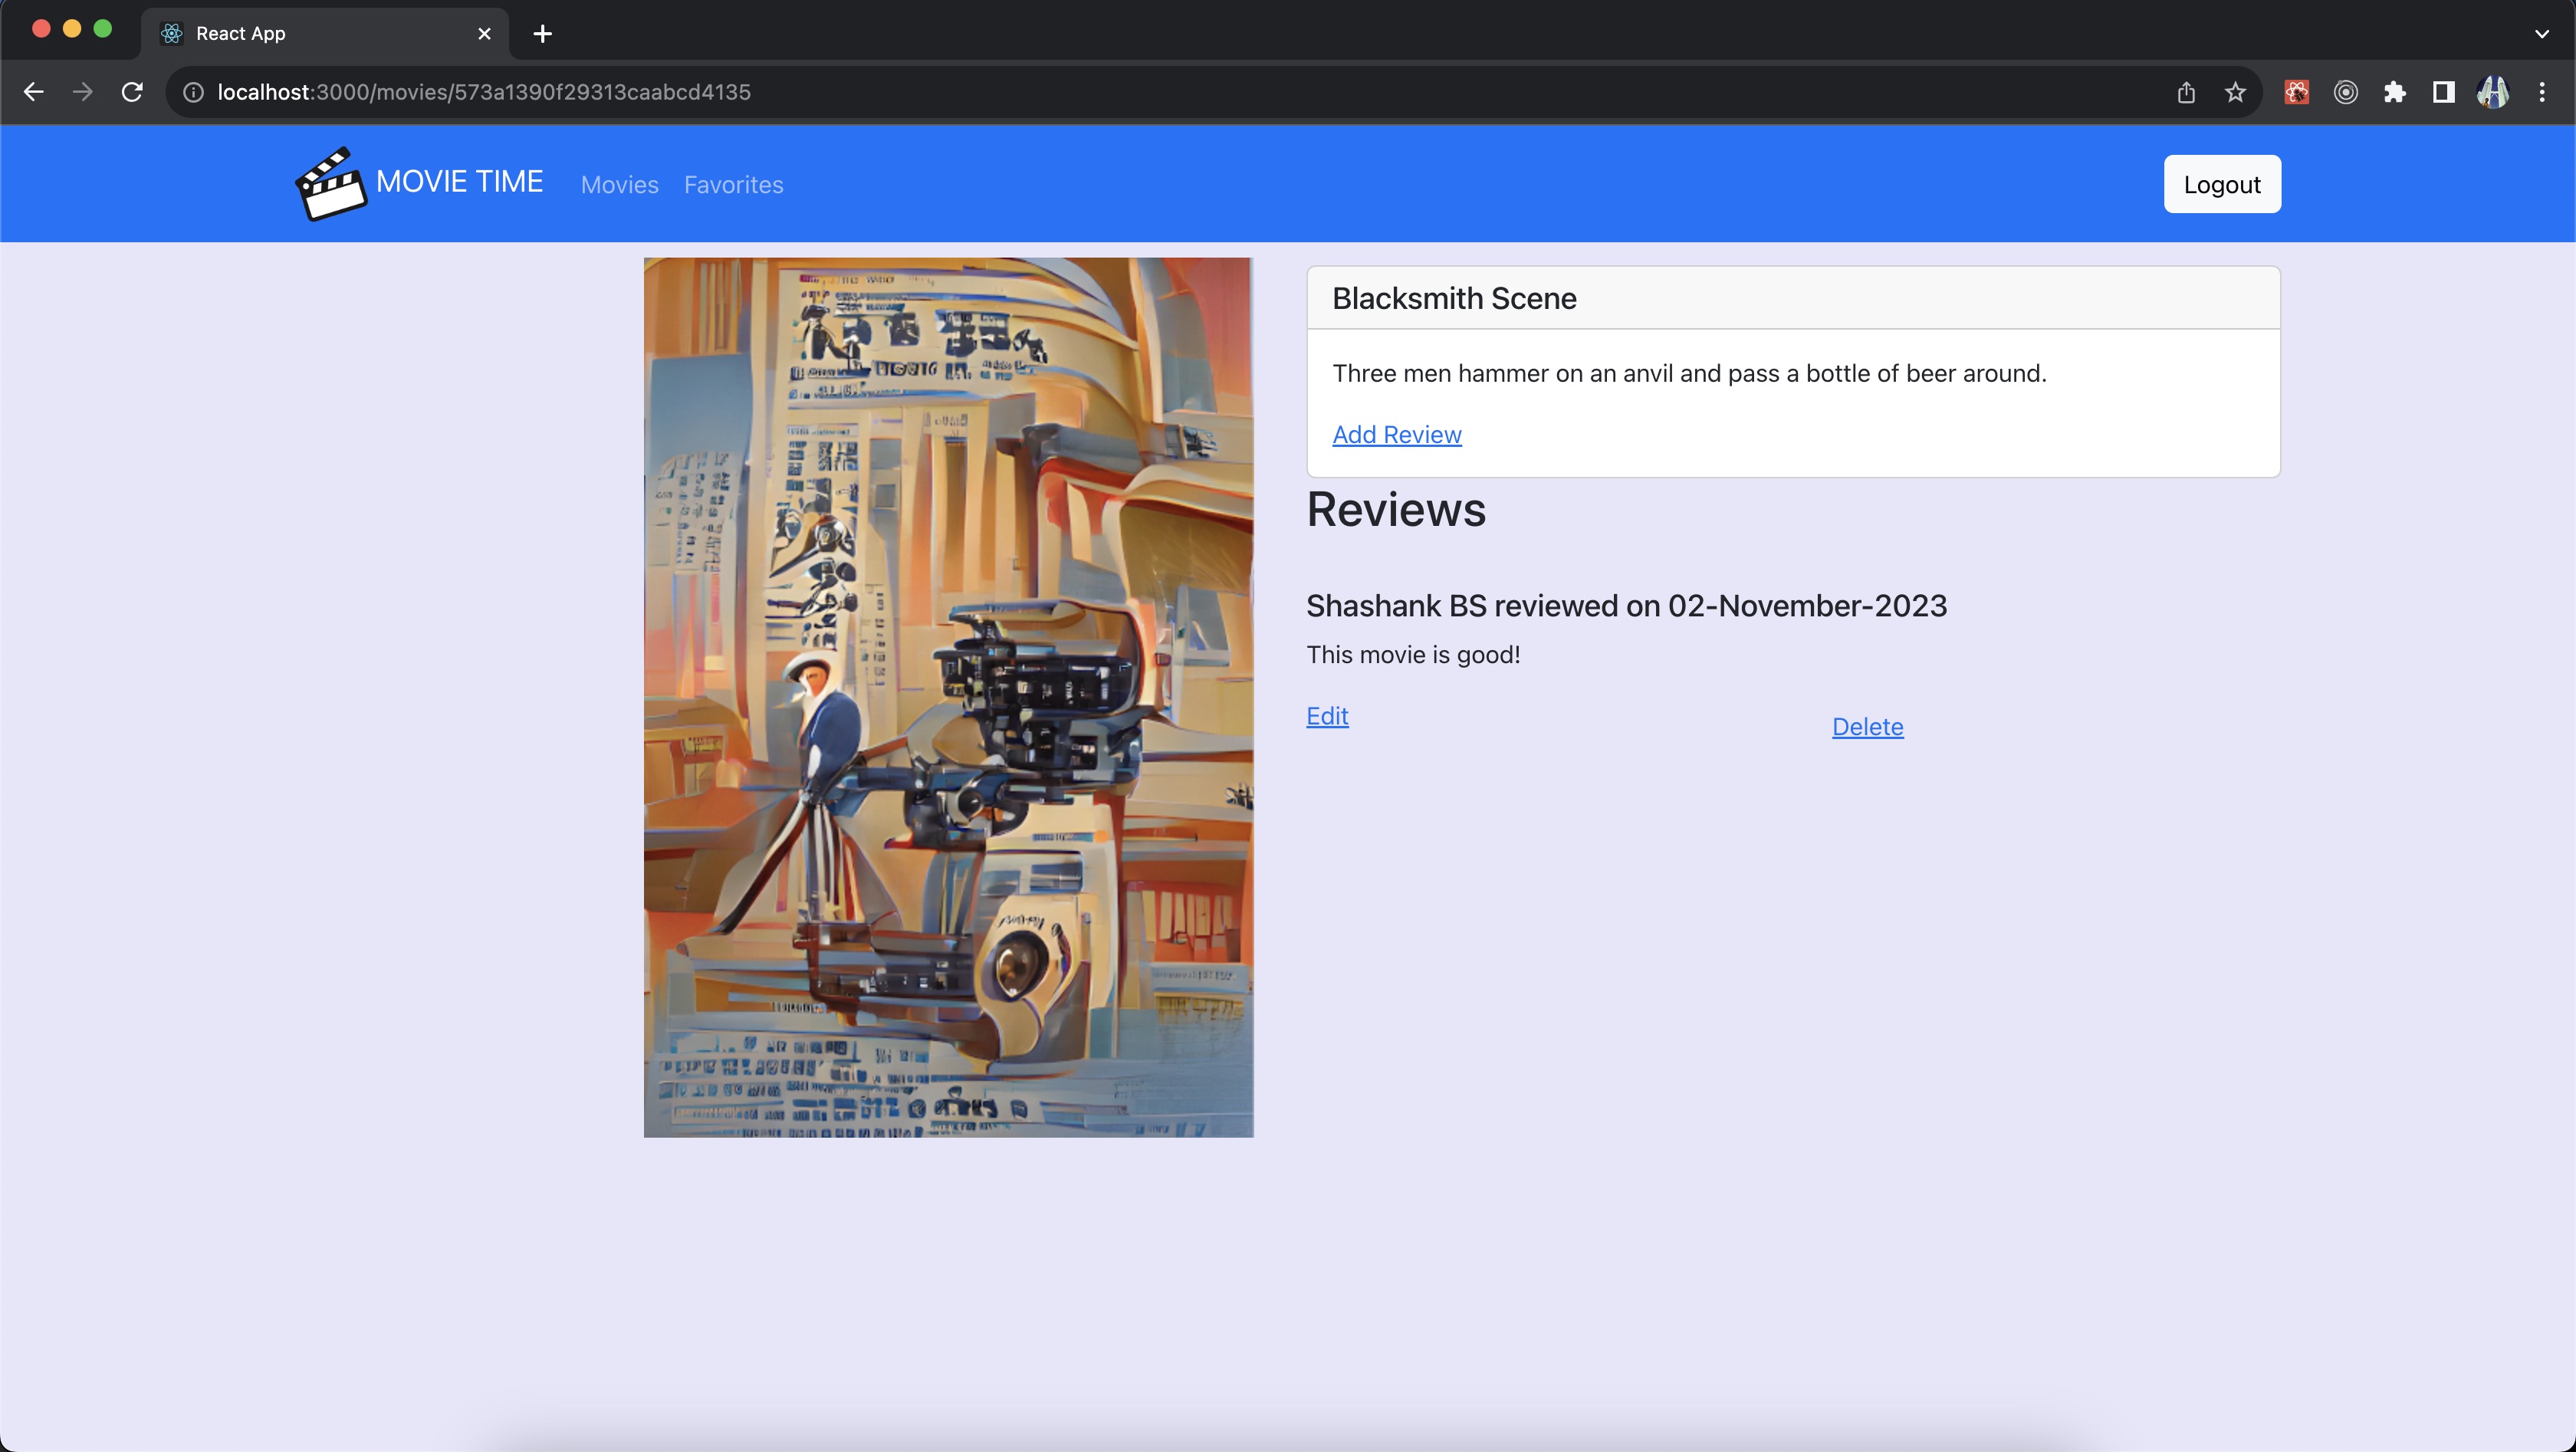 React App
localhost:3000/movies/573a1390f29313caabcd4135
MOVIE TIME
Movies
Favorites
Logout
Blacksmith Scene
Three men hammer on an anvil and pass a bottle of beer around.
Add Review
Reviews
Shashank BS reviewed on 02-November-2023
This movie is good!
Edit
Delete